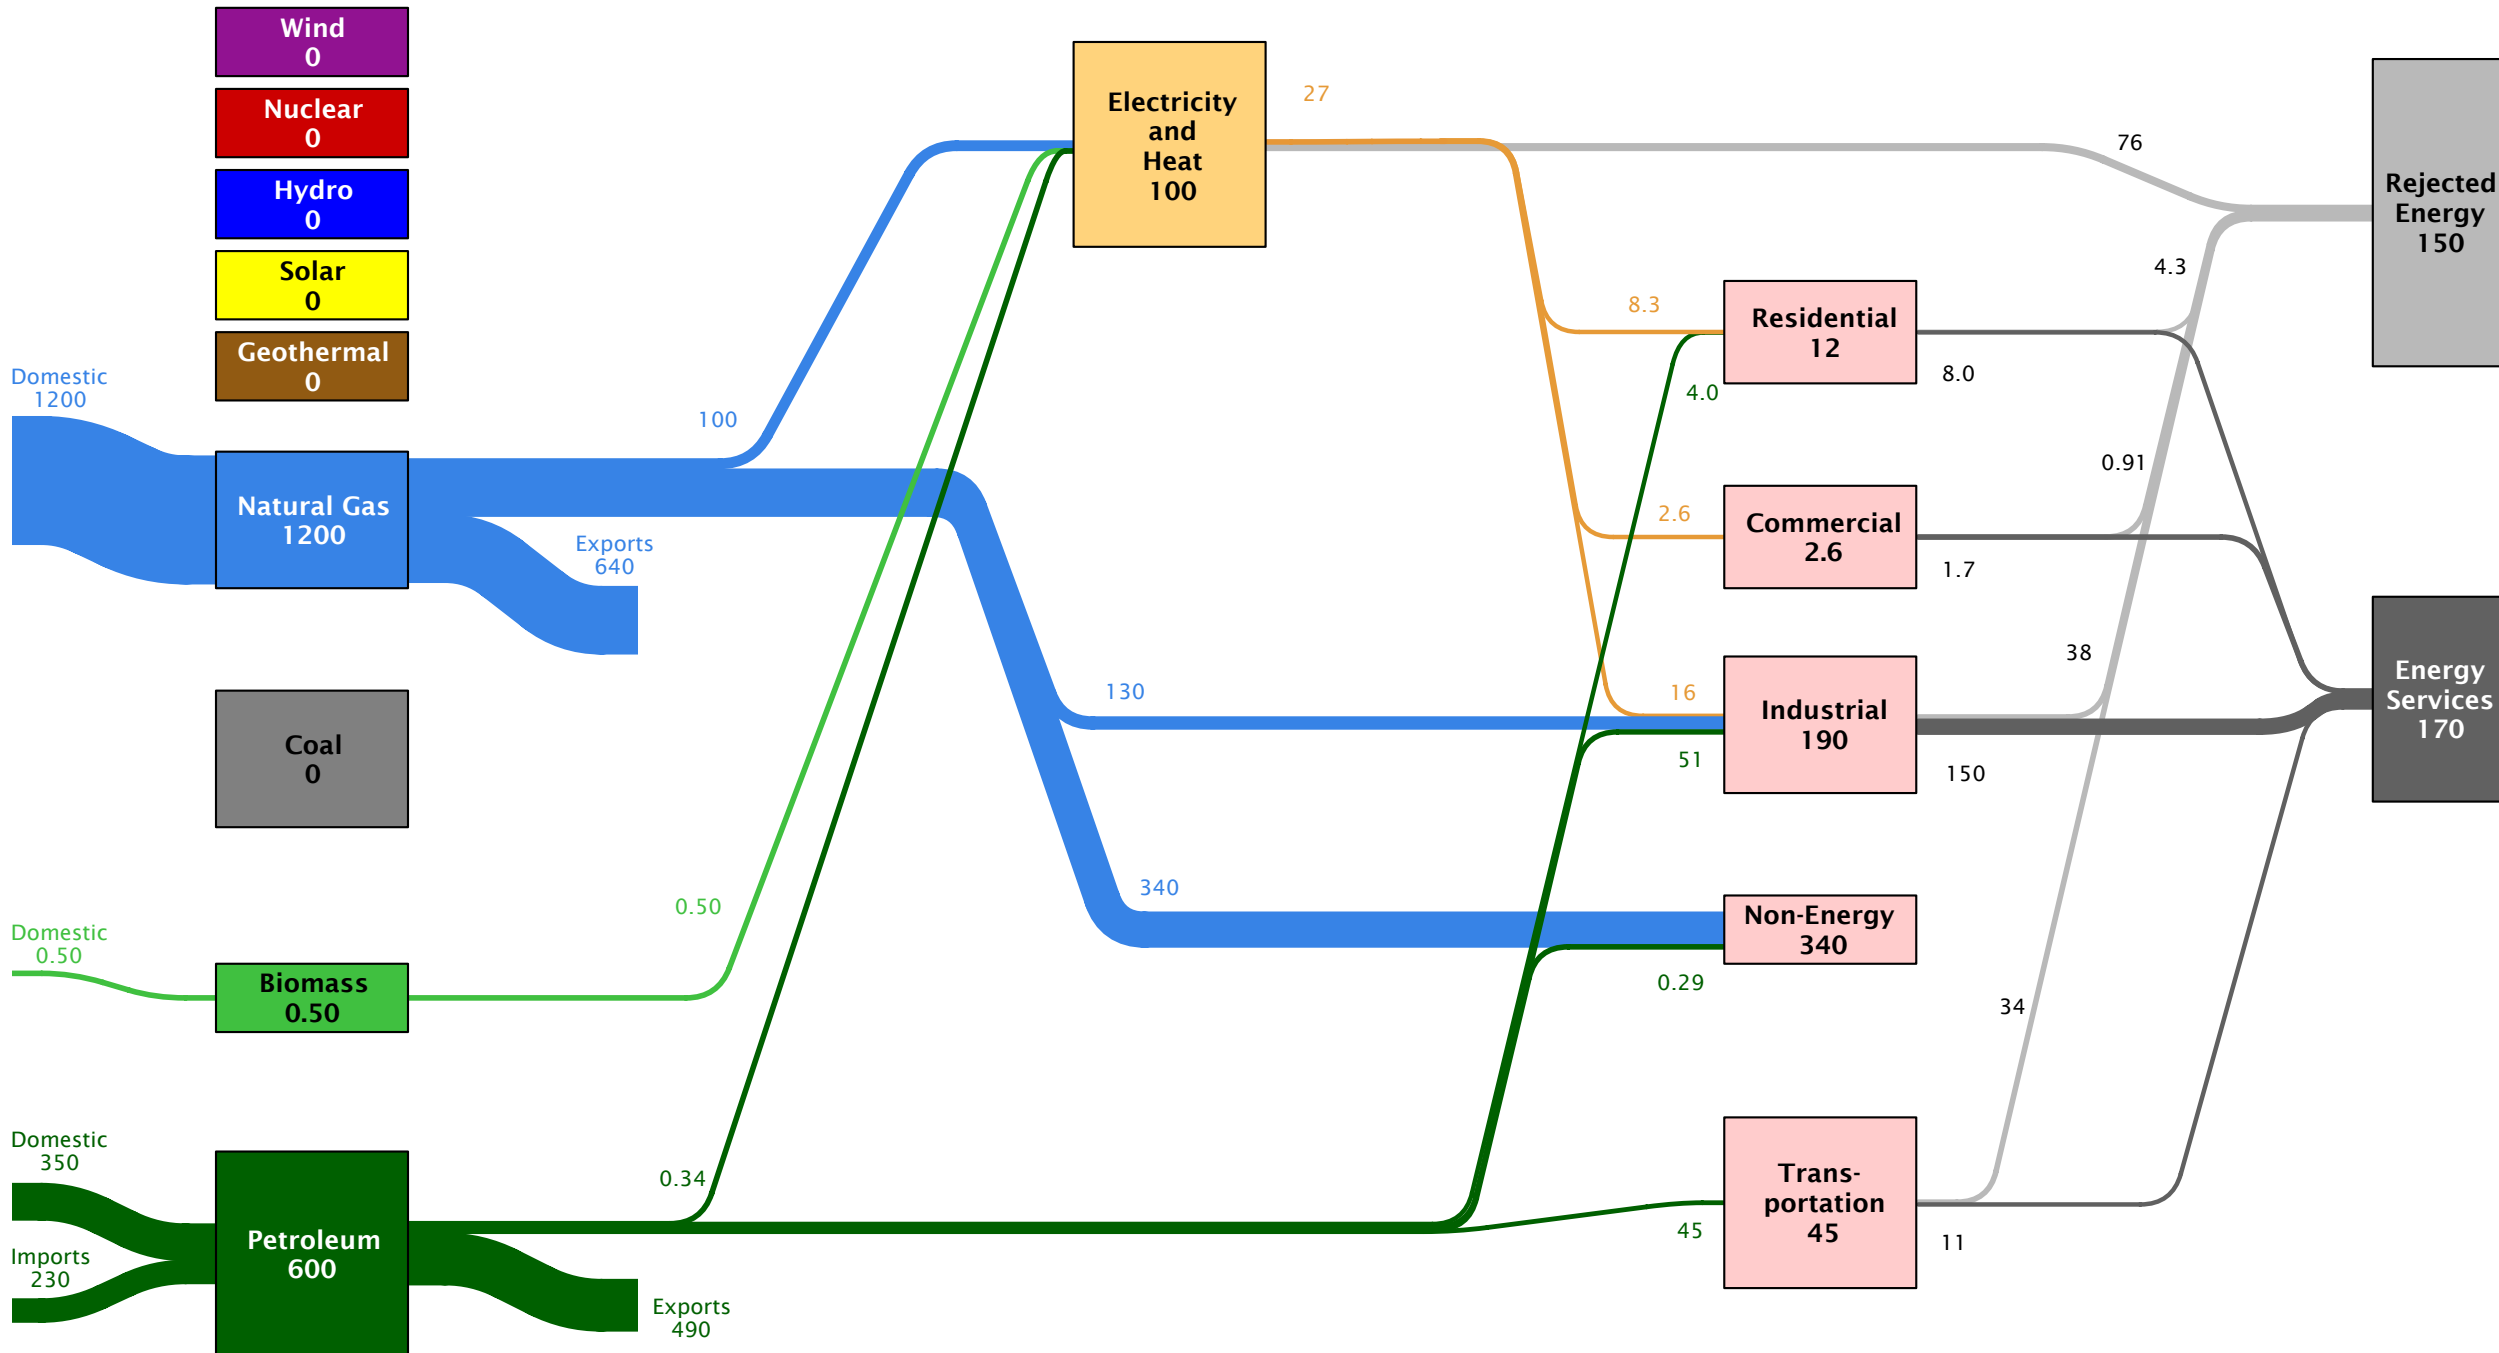 Wind
0
Nuclear
0
Hydro
0
Solar
0
Geothermal
0
Domestic
1200
Natural Gas
1200
Exports
640
Coal
0
Domestic
0.50
Biomass
0.50
Domestic
350
Imports
230
Petroleum
600
Exports
490
100
0.50
0.34
Electricity
and
Heat
100
27
130
340
8.3
4.0
2.6
16
51
0.29
45
Residential
12
Commercial
2.6
Industrial
190
Non-Energy
340
Trans-
portation
45
76
4.3
8.0
0.91
1.7
38
150
34
11
Rejected
Energy
150
Energy
Services
170